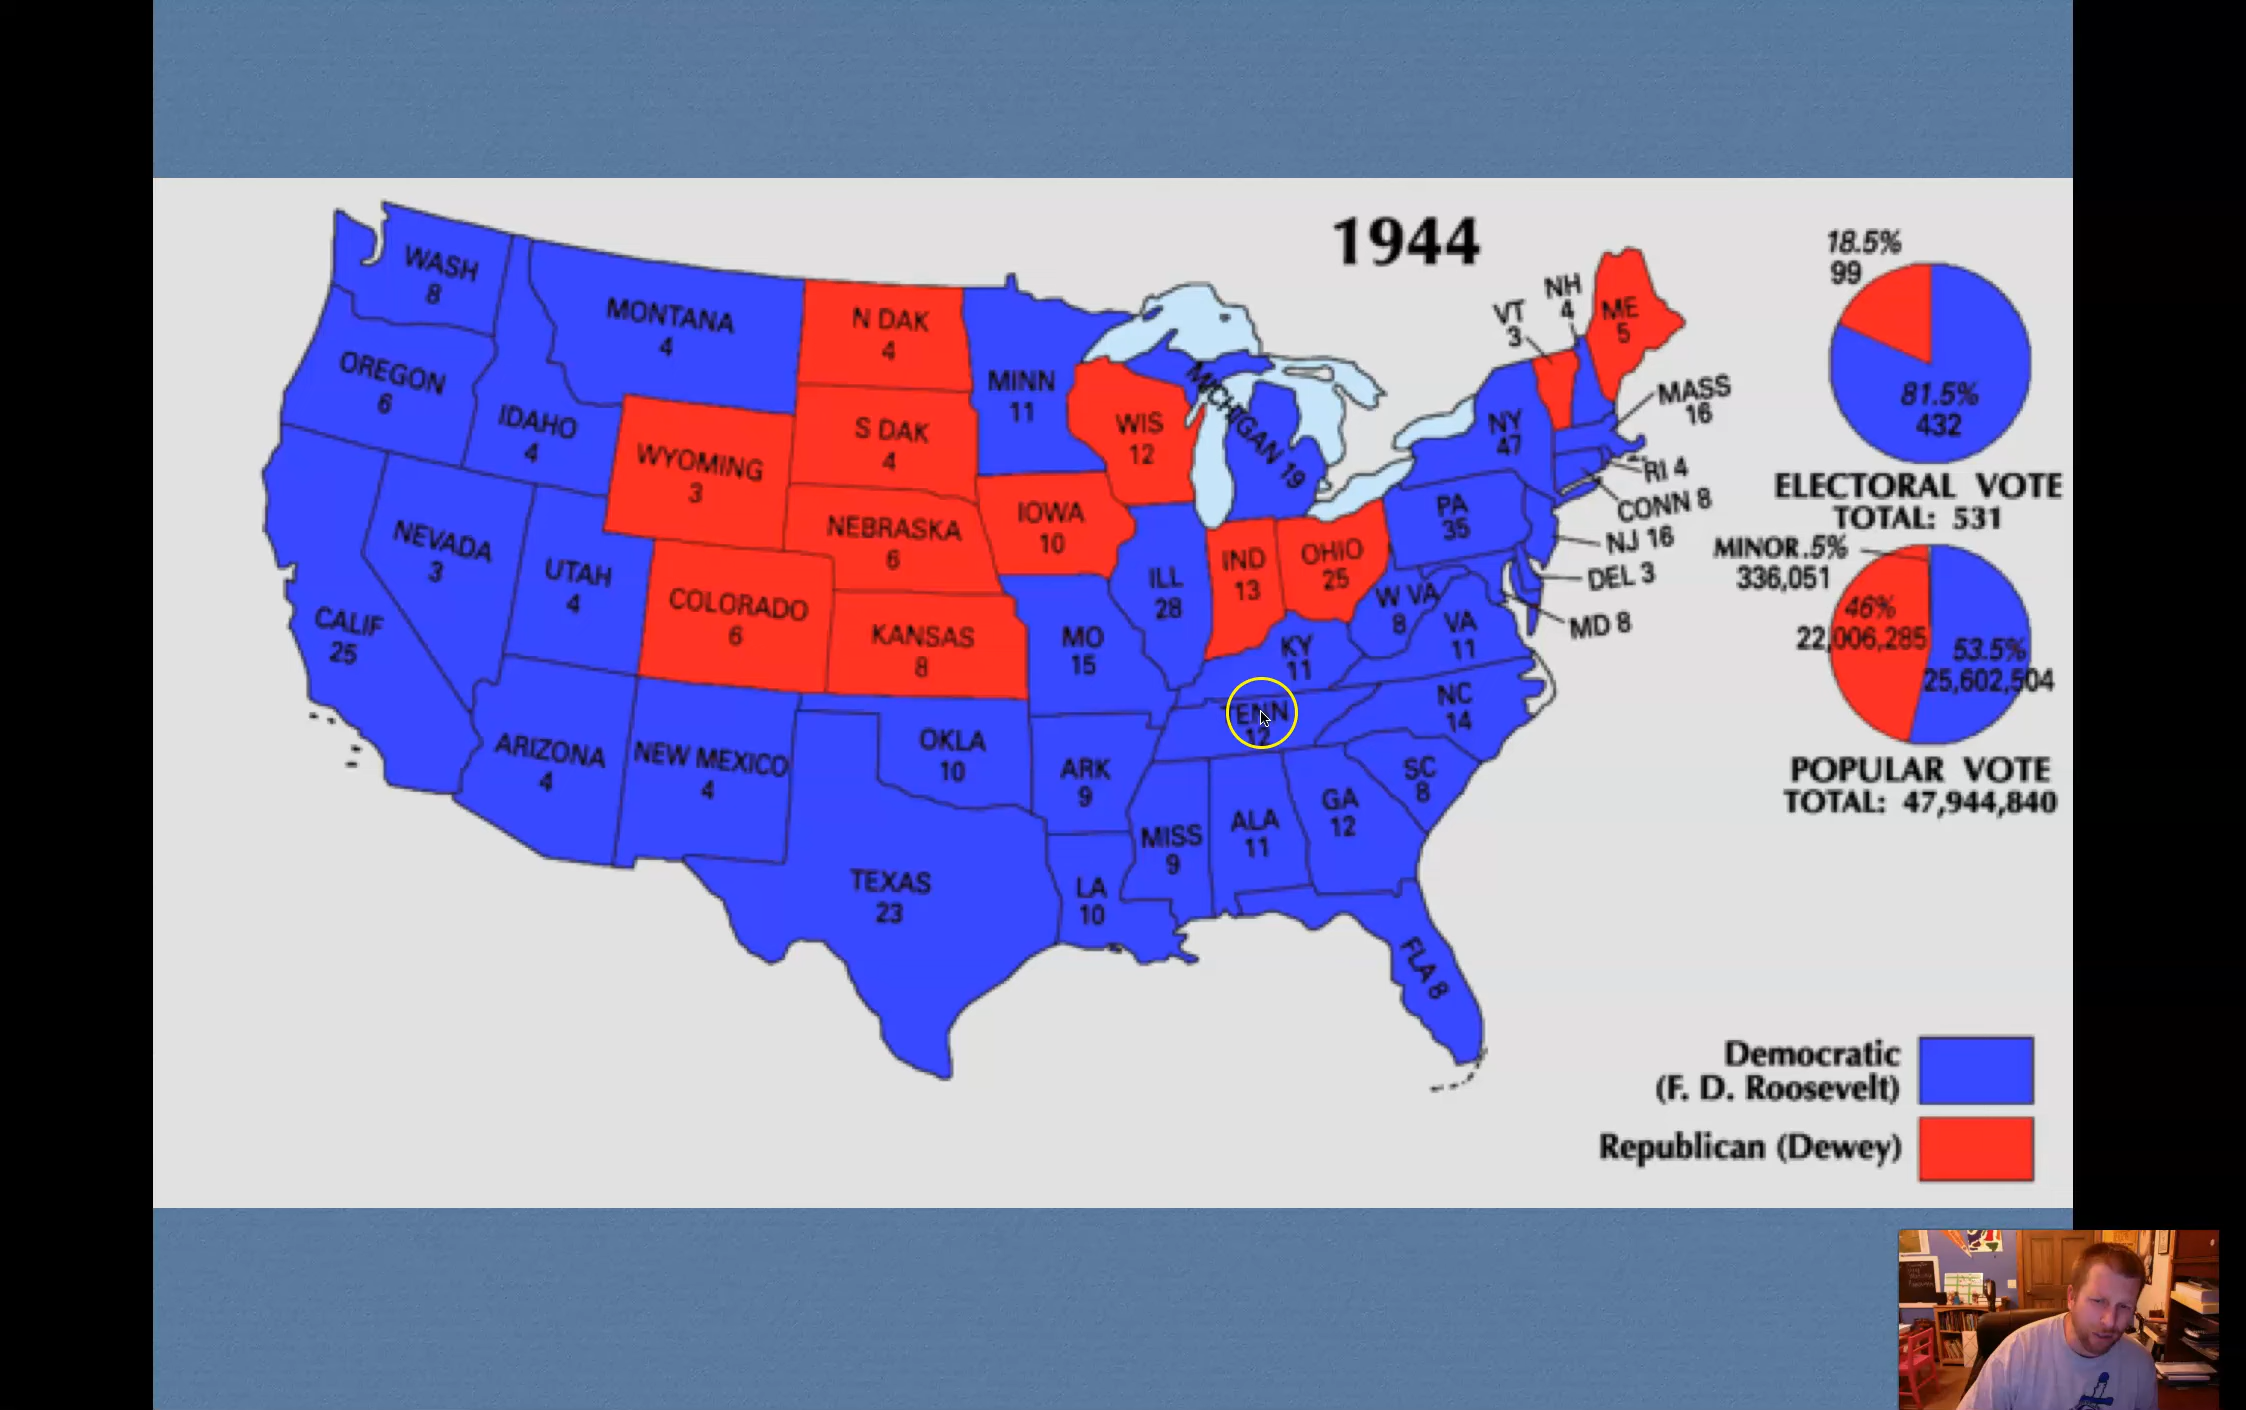 1944
WASH
8
OREGON
6
CALIF
25
NEVADA
3
IDAHO
4
MONTANA
4
WYOMING
3
UTAH
4
COLORADO
6
ARIZONA
4
NEW MEXICO
4
N DAK
4
S DAK
4
NEBRASKA
6
KANSAS
8
OKLA
10
TEXAS
23
MINN
11
IOWA
10
MO
15
ARK
9
LA
10
WIS
12
ILL
28
MICHIGAN 19
IND
13
OHIO
25
KY
11
TENN
12
MISS
9
ALA
11
GA
12
FLA 8
SC
8
NC
14
VA
11
W VA
8
PA
35
NY
47
VT
3
NH
4
ME
5
MASS
16
RI 4
CONN 8
NJ 16
DEL 3
MD 8
18.5%
99
81.5%
432
ELECTORAL VOTE
TOTAL: 531
MINOR .5%
336,051
46%
22,006,285
53.5%
25,602,504
POPULAR VOTE
TOTAL: 47,944,840
Democratic
(F. D. Roosevelt)
Republican (Dewey)